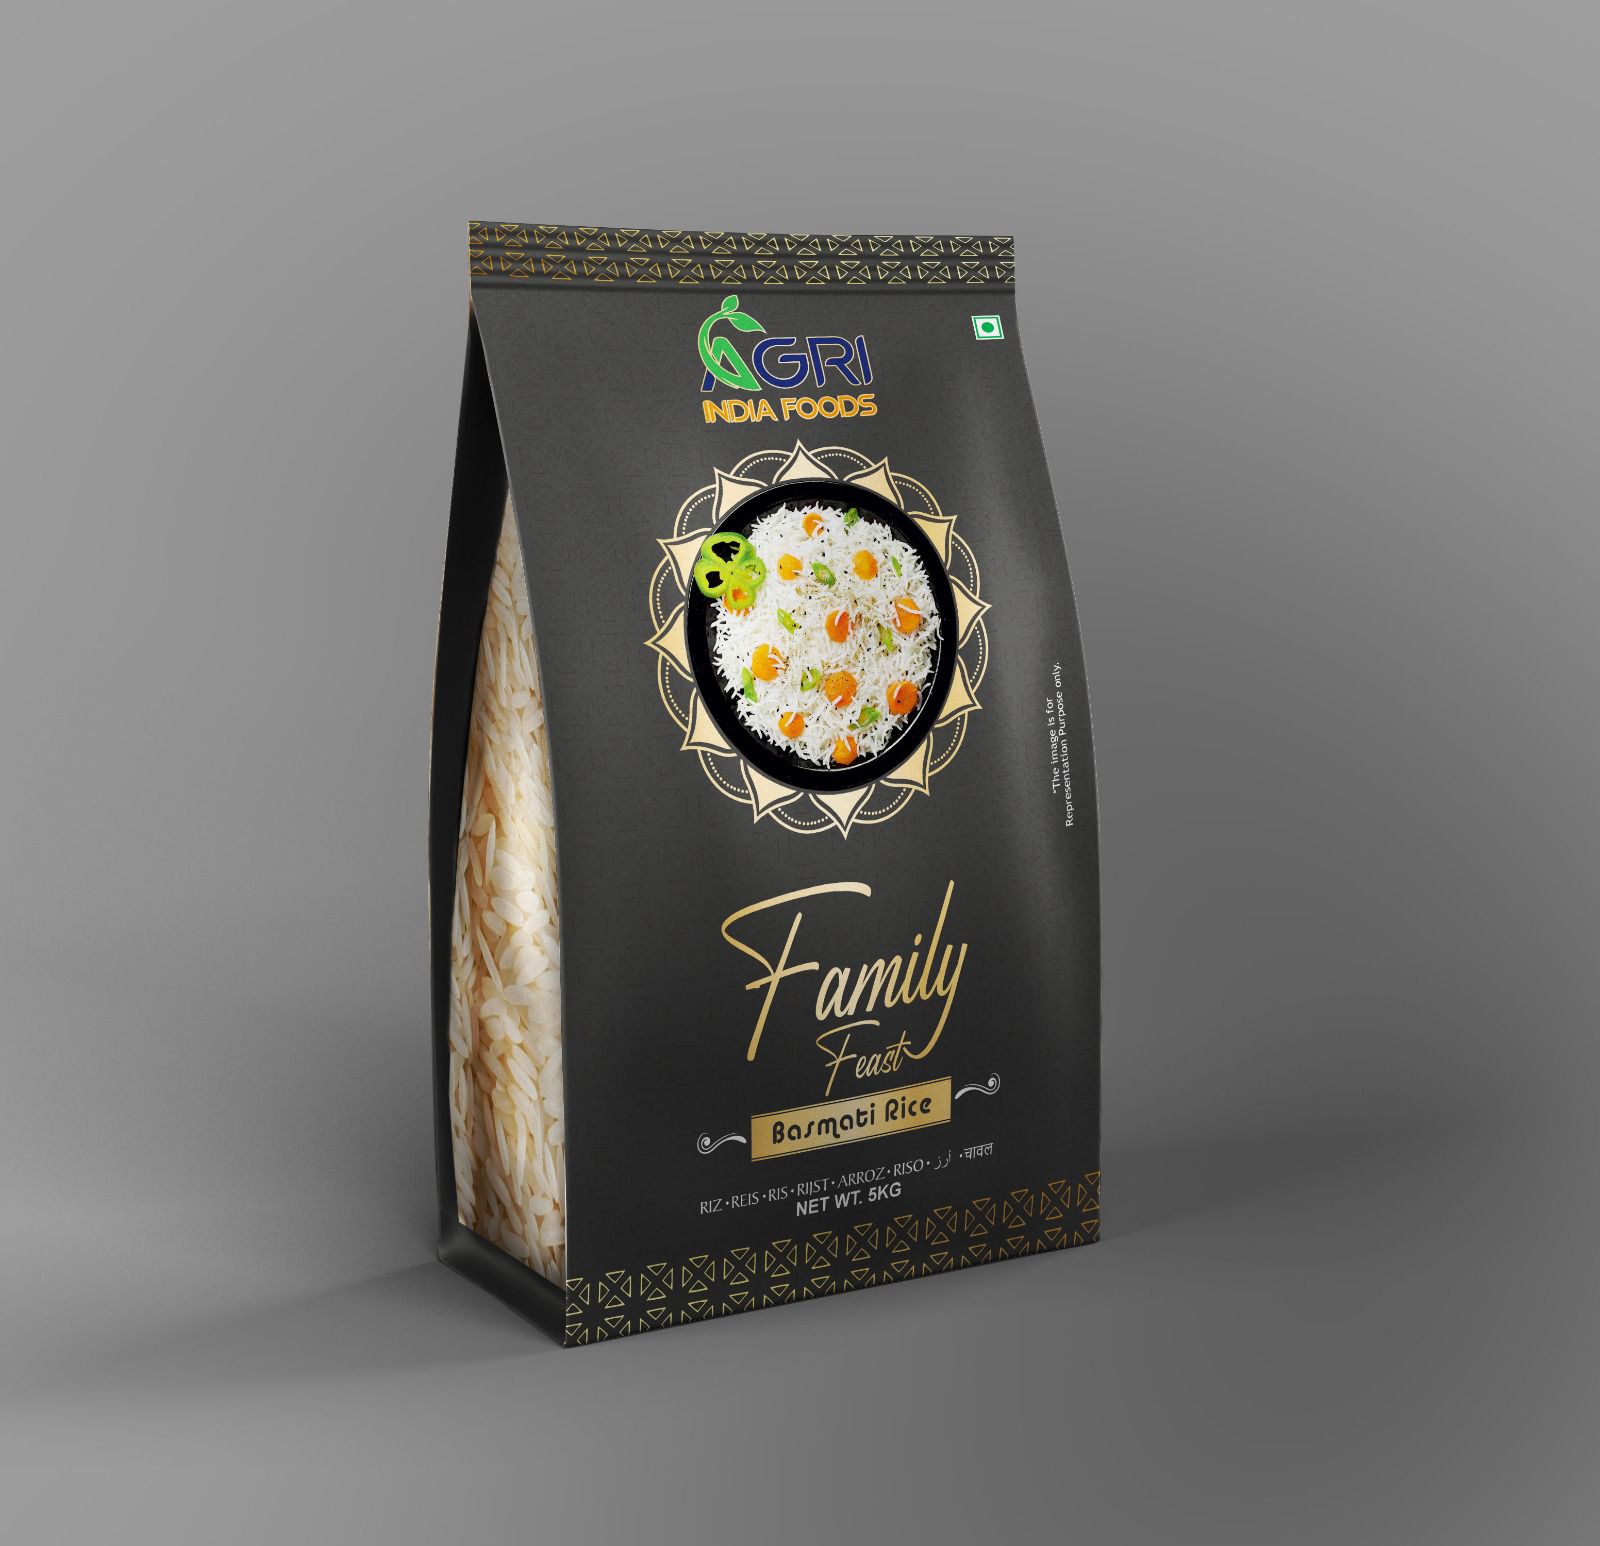 AGRI
INDIA FOODS
*The image is for
Representation Purpose only.
Family
Feast
Basmati Rice
RIZ • REIS • RIS • RIJST • ARROZ • RISO • أرز • चावल
NET WT. 5KG